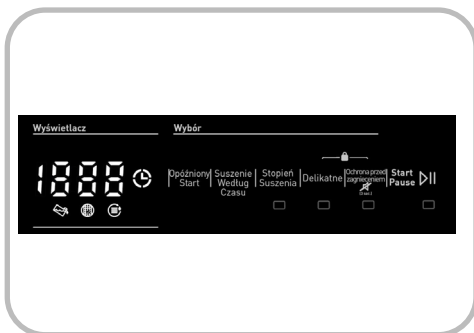 Wyświetlacz
Wybór
1888
Opóźniony
Start
Suszenie
Według
Czasu
Stopień
Suszenia
Delikatne
Ochrona przed
zagnieceniem
Start
Pause